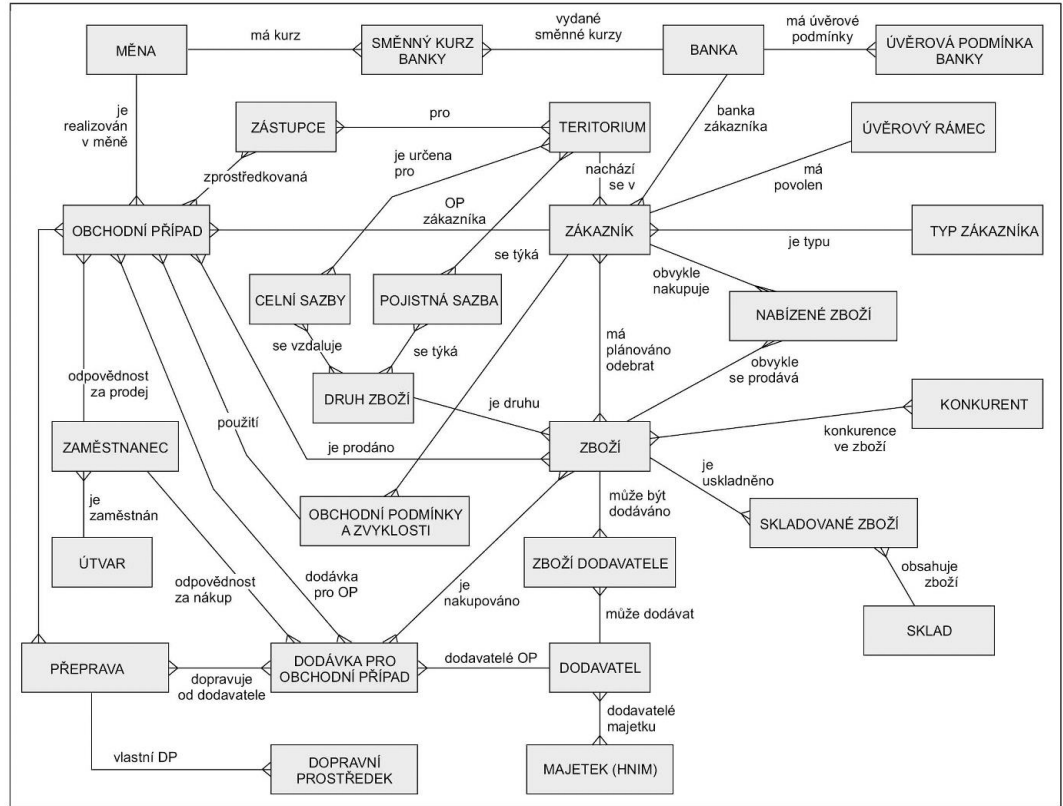 MĚNA
má kurz
SMĚNNÝ KURZ
BANKY
vydané
směnné kurzy
BANKA
má úvěrové
podmínky
ÚVĚROVÁ PODMÍNKA
BANKY
je
realizován
v měně
ZÁSTUPCE
pro
TERITORIUM
banka
zákazníka
ÚVĚROVÝ RÁMEC
zprostředkovaná
je určena
pro
nachází
se v
má
povolen
OBCHODNÍ PŘÍPAD
OP
zákazníka
ZÁKAZNÍK
je typu
TYP ZÁKAZNÍKA
se týká
obvykle
nakupuje
CELNÍ SAZBY
POJISTNÁ SAZBA
NABÍZENÉ ZBOŽÍ
se vzdaluje
se týká
má
plánováno
odebrat
obvykle
se prodává
odpovědnost
za prodej
DRUH ZBOŽÍ
je druhu
KONKURENT
použití
ZAMĚSTNANEC
je prodáno
ZBOŽÍ
konkurence
ve zboží
je
zaměstnán
je
uskladněno
může být
dodáváno
OBCHODNÍ PODMÍNKY
A ZVYKLOSTI
SKLADOVANÉ ZBOŽÍ
ÚTVAR
ZBOŽÍ DODAVATELE
odpovědnost
za nákup
dodávka
pro OP
je
nakupováno
obsahuje
zboží
může dodávat
SKLAD
PŘEPRAVA
dopravuje
od dodavatele
DODÁVKA PRO
OBCHODNÍ PŘÍPAD
dodavatelé OP
DODAVATEL
dodavatelé
majetku
vlastní DP
DOPRAVNÍ
PROSTŘEDEK
MAJETEK (HNIM)